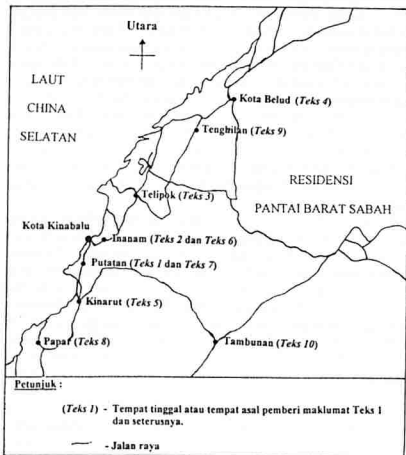 Utara
LAUT
CHINA
SELATAN
Kota Belud (Teks 4)
Tenghilan (Teks 9)
RESIDENSI
PANTAI BARAT SABAH
Telipok (Teks 3)
Kota Kinabalu
Inanam (Teks 2 dan Teks 6)
Putatan (Teks 1 dan Teks 7)
Kinarut (Teks 5)
Papar (Teks 8)
Tambunan (Teks 10)
Petunjuk :
(Teks 1) - Tempat tinggal atau tempat asal pemberi maklumat Teks 1
dan seterusnya.
- Jalan raya